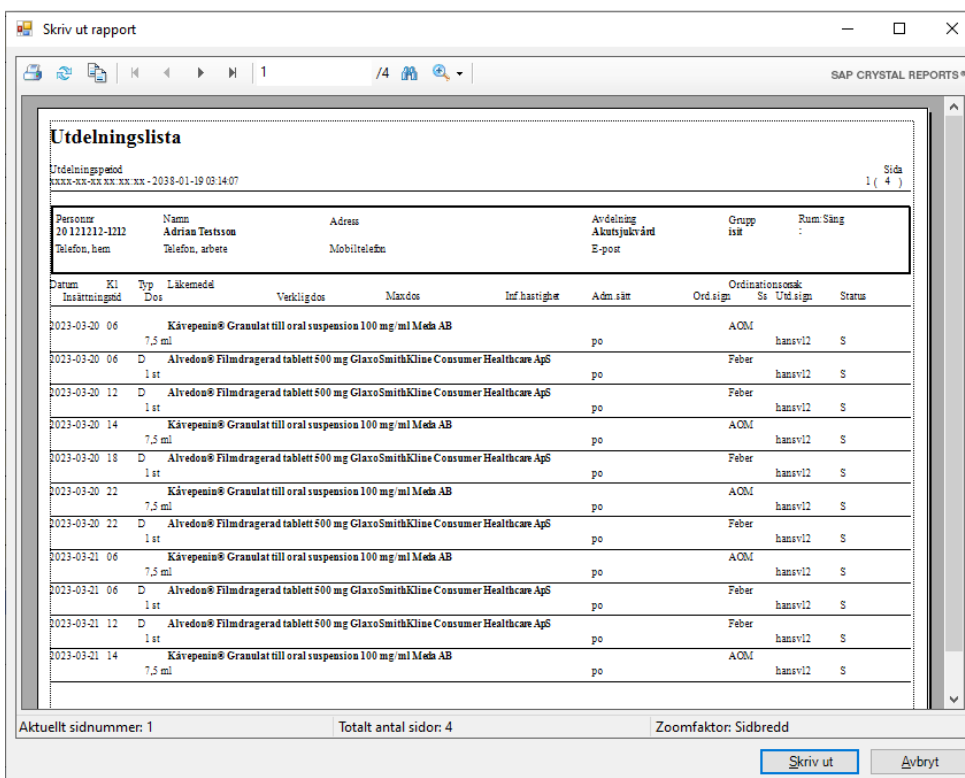 Skriv ut rapport
1 /4
SAP CRYSTAL REPORTS®
Utdelningslista
Utdelningsperiod Sida
xxxx-xx-xx xx:xx:xx - 2038-01-19 03:14:07 1 ( 4 )
Personnr Namn Adress Avdelning Grupp Rum:Säng
20121212-1212 Adrian Testsson Akutsjukvård isit :
Telefon, hem Telefon, arbete Mobiltelefon E-post
Datum Kl Typ Läkemedel Ordinationsorsak
Insättningstid Dos Verklig dos Maxdos Inf.hastighet Adm.sätt Ord.sign Ss Utd.sign Status
2023-03-20 06 Kåvepenin® Granulat till oral suspension 100 mg/ml Meda AB AOM
7,5 ml po hansvl2 S
2023-03-20 06 D Alvedon® Filmdragerad tablett 500 mg GlaxoSmithKline Consumer Healthcare ApS Feber
1 st po hansvl2 S
2023-03-20 12 D Alvedon® Filmdragerad tablett 500 mg GlaxoSmithKline Consumer Healthcare ApS Feber
1 st po hansvl2 S
2023-03-20 14 Kåvepenin® Granulat till oral suspension 100 mg/ml Meda AB AOM
7,5 ml po hansvl2 S
2023-03-20 18 D Alvedon® Filmdragerad tablett 500 mg GlaxoSmithKline Consumer Healthcare ApS Feber
1 st po hansvl2 S
2023-03-20 22 Kåvepenin® Granulat till oral suspension 100 mg/ml Meda AB AOM
7,5 ml po hansvl2 S
2023-03-20 22 D Alvedon® Filmdragerad tablett 500 mg GlaxoSmithKline Consumer Healthcare ApS Feber
1 st po hansvl2 S
2023-03-21 06 Kåvepenin® Granulat till oral suspension 100 mg/ml Meda AB AOM
7,5 ml po hansvl2 S
2023-03-21 06 D Alvedon® Filmdragerad tablett 500 mg GlaxoSmithKline Consumer Healthcare ApS Feber
1 st po hansvl2 S
2023-03-21 12 D Alvedon® Filmdragerad tablett 500 mg GlaxoSmithKline Consumer Healthcare ApS Feber
1 st po hansvl2 S
2023-03-21 14 Kåvepenin® Granulat till oral suspension 100 mg/ml Meda AB AOM
7,5 ml po hansvl2 S
Aktuellt sidnummer: 1 Totalt antal sidor: 4 Zoomfaktor: Sidbredd
Skriv ut Avbryt